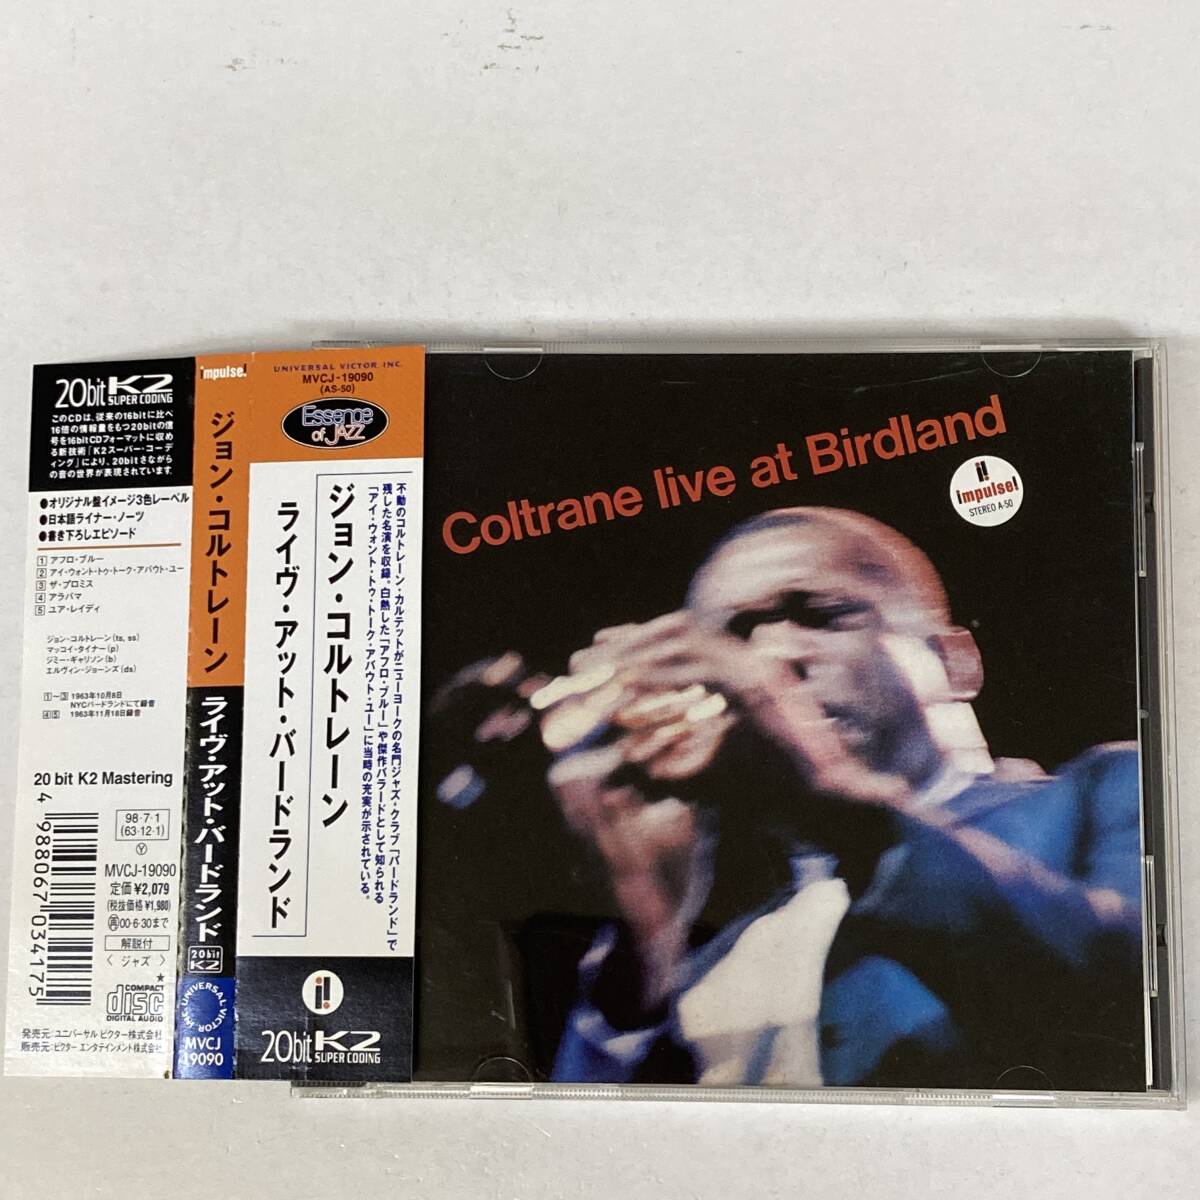 20bit K2
SUPER CODING
このCDは、従来の16bitに比べ
16倍の情報量をもつ20bitの信
号を16bitCDフォーマットに収め
る新技術「K2スーパー・コーデ
ィング」により、20bitさながら
の音の世界が表現されています。
●オリジナル盤イメージ3色レーベル
●日本語ライナー・ノーツ
●書き下ろしエピソード
1 アフロ・ブルー
2 アイ・ウォント・トゥ・トーク・アバウト・ユー
3 ザ・プロミス
4 アラバマ
5 ユア・レイディ
ジョン・コルトレーン(ts, ss)
マッコイ・タイナー(p)
ジミー・ギャリソン(b)
エルヴィン・ジョーンズ(ds)
1〜3 1963年10月8日
NYCバードランドにて録音
4 5 1963年11月18日録音
20 bit K2 Mastering
4 988067 034175
98・7・1
(63・12・1)
Y
MVCJ-19090
定価¥2,079
(税抜価格¥1,980)
再00・6・30まで
解説付
〈ジャズ〉
★
COMPACT
disc
DIGITAL AUDIO
発売元:ユニバーサル ビクター株式会社
販売元:ビクター エンタテインメント株式会社
impulse!
ジョン・コルトレーン
ライヴ・アット・バードランド
20bit
K2
UNIVERSAL VICTOR, INC.
MVCJ
19090
UNIVERSAL VICTOR, INC.
MVCJ-19090
(AS-50)
Essence
of JAZZ
ジョン・コルトレーン
ライヴ・アット・バードランド
不動のコルトレーン・カルテットがニューヨークの名門ジャズ・クラブ「バードランド」で
残した名演を収録。白熱した「アフロ・ブルー」や傑作バラードとして知られる
「アイ・ウォント・トゥ・トーク・アバウト・ユー」に当時の充実が示されている。
i!
20bit K2
SUPER CODING
Coltrane live at Birdland
i!
impulse!
STEREO A-50